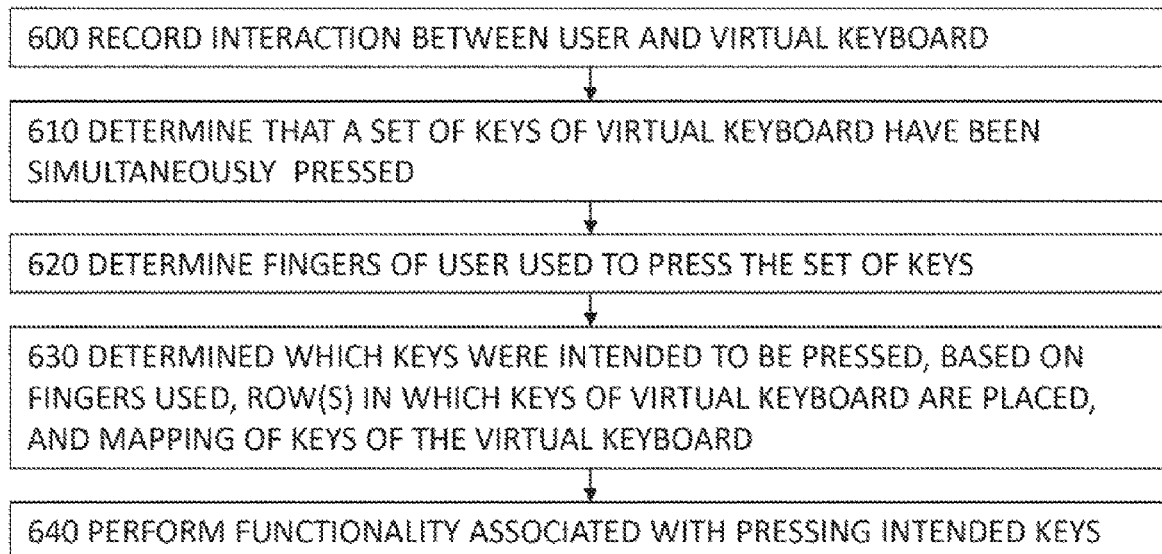 600 RECORD INTERACTION BETWEEN USER AND VIRTUAL KEYBOARD
610 DETERMINE THAT A SET OF KEYS OF VIRTUAL KEYBOARD HAVE BEEN
SIMULTANEOUSLY PRESSED
620 DETERMINE FINGERS OF USER USED TO PRESS THE SET OF KEYS
630 DETERMINED WHICH KEYS WERE INTENDED TO BE PRESSED, BASED ON
FINGERS USED, ROW(S) IN WHICH KEYS OF VIRTUAL KEYBOARD ARE PLACED,
AND MAPPING OF KEYS OF THE VIRTUAL KEYBOARD
640 PERFORM FUNCTIONALITY ASSOCIATED WITH PRESSING INTENDED KEYS